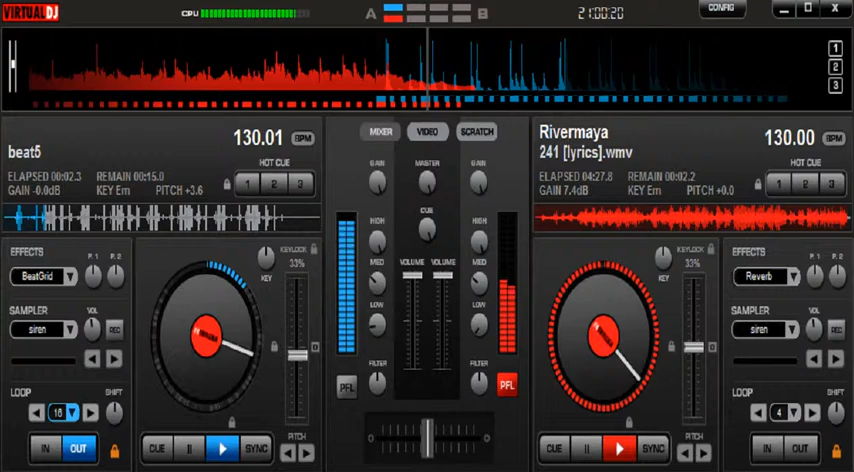 VIRTUAL DJ
CPU
A
B
21:00:20
CONFIG
X
1
2
3
beat5
130.01 BPM
HOT CUE
ELAPSED 00:02.3 REMAIN 00:15.0
GAIN -0.0dB KEY Em PITCH +3.6
1 2 3
MIXER VIDEO SCRATCH
GAIN MASTER GAIN
CUE
HIGH HIGH
VOLUME VOLUME
MED MED
LOW LOW
FILTER FILTER
PFL PFL
Rivermaya
130.00 BPM
241 [lyrics].wmv
HOT CUE
ELAPSED 04:27.8 REMAIN 00:02.2
GAIN 7.4dB KEY Em PITCH +0.0
1 2 3
EFFECTS
P. 1 P. 2
BeatGrid
SAMPLER VOL
siren REC
LOOP SHIFT
16
IN OUT
KEYLOCK
33%
KEY
CUE II SYNC
PITCH
KEYLOCK
33%
KEY
CUE II SYNC
PITCH
EFFECTS
P. 1 P. 2
Reverb
SAMPLER VOL
siren REC
LOOP SHIFT
4
IN OUT